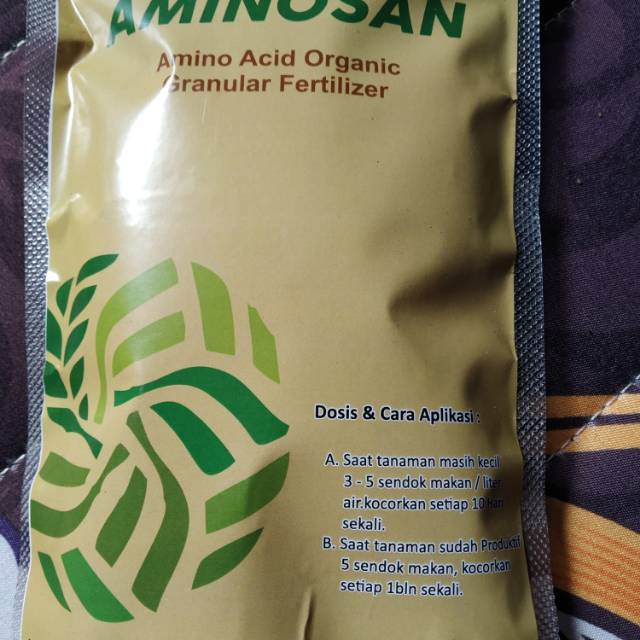 AMINOSAN
Amino Acid Organic
Granular Fertilizer
Dosis & Cara Aplikasi :
A. Saat tanaman masih kecil
3 - 5 sendok makan / liter
air.kocorkan setiap 10 Hari
sekali.
B. Saat tanaman sudah Produktif
5 sendok makan, kocorkan
setiap 1bln sekali.